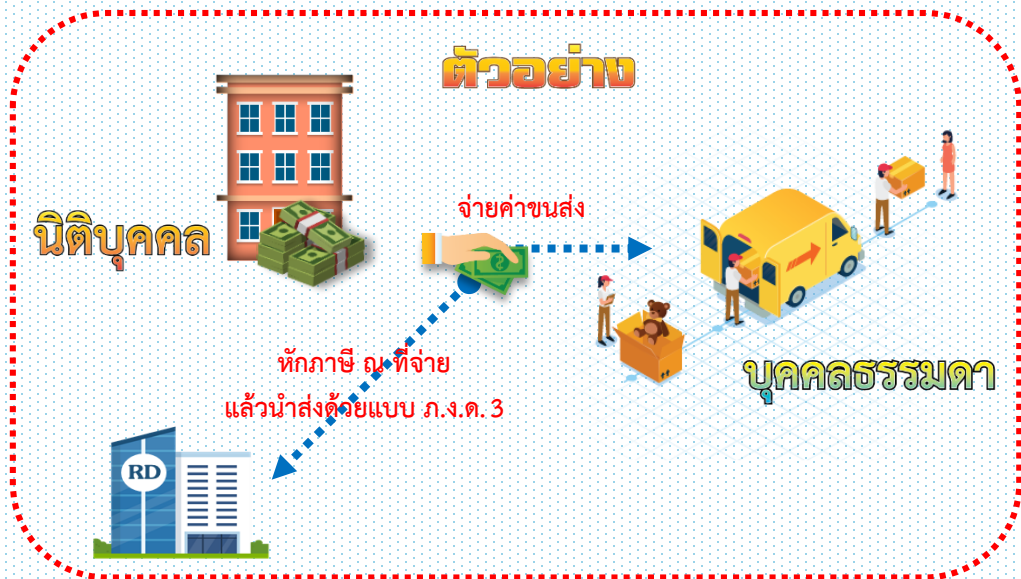 ตัวอย่าง
นิติบุคคล
จ่ายค่าขนส่ง
บุคคลธรรมดา
หักภาษี ณ ที่จ่าย
แล้วนำส่งด้วยแบบ ภ.ง.ด. 3
RD